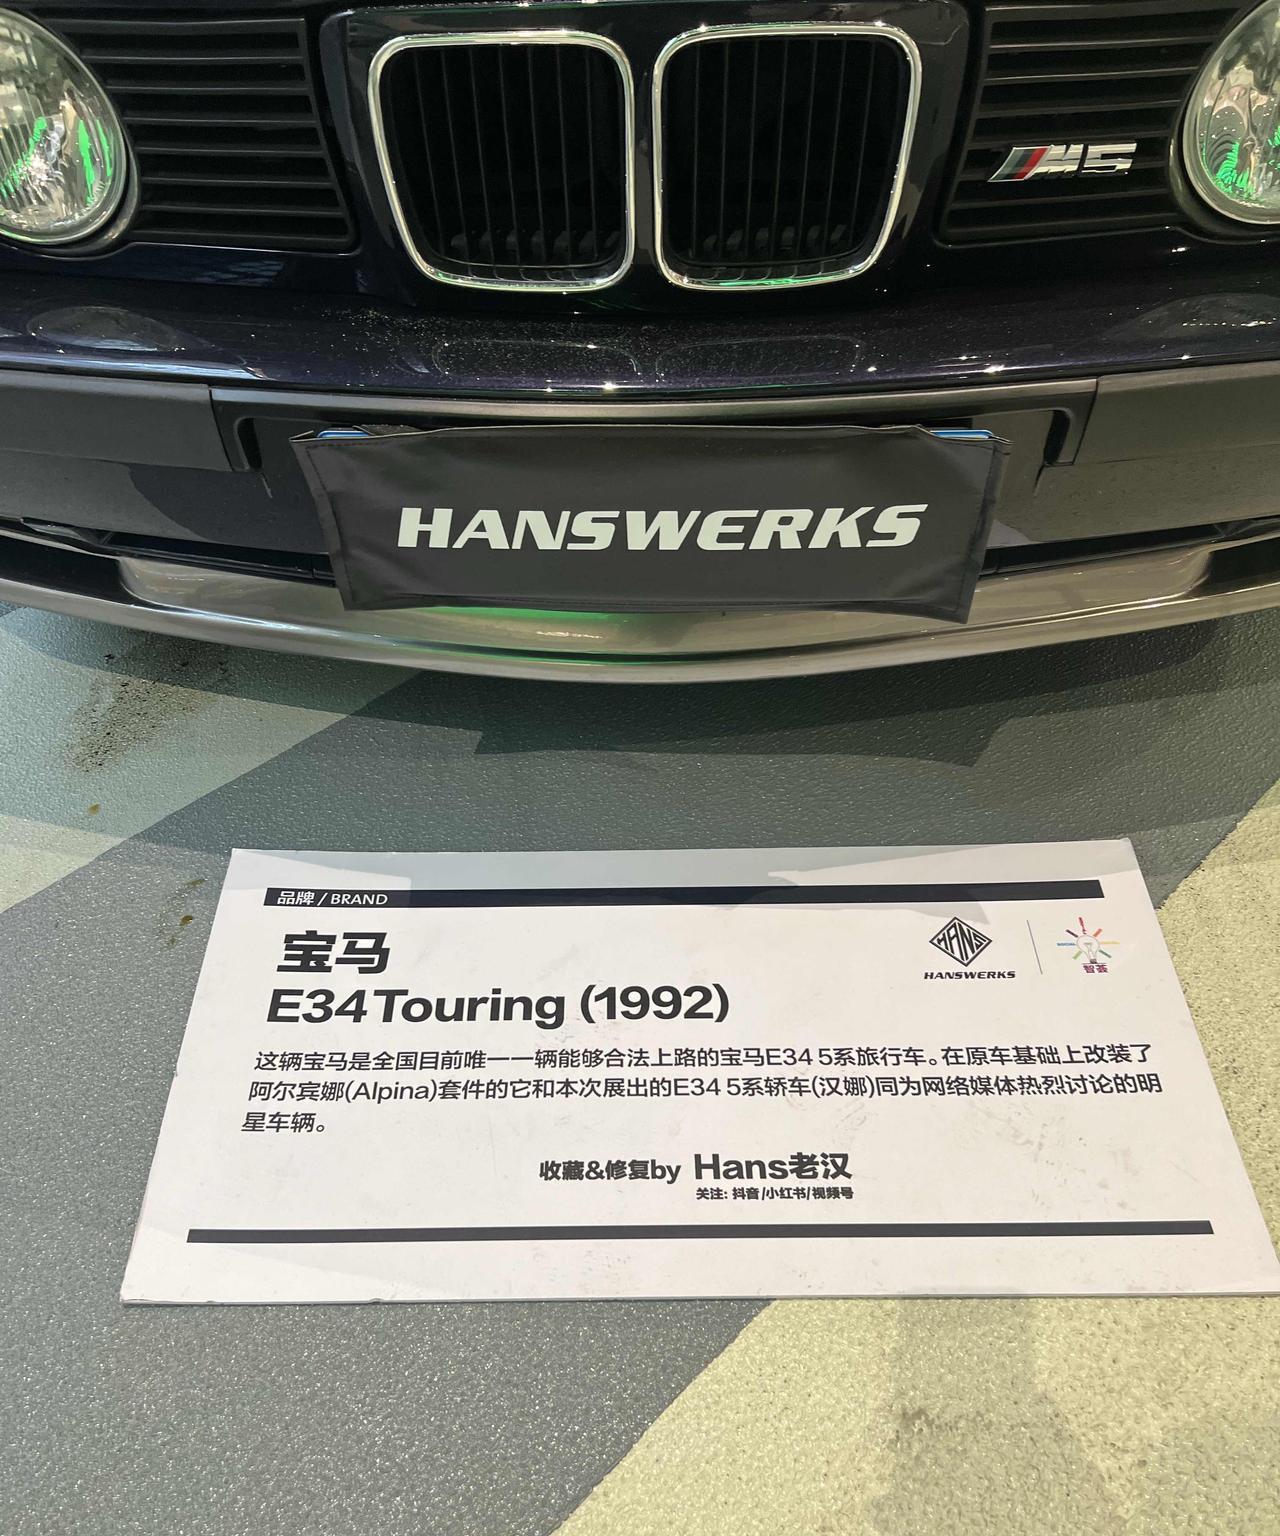 M5
HANSWERKS
品牌 / BRAND
宝马
E34 Touring (1992)
HANS
HANSWERKS
智荟
这辆宝马是全国目前唯一一辆能够合法上路的宝马E34 5系旅行车。在原车基础上改装了
阿尔宾娜(Alpina)套件的它和本次展出的E34 5系轿车(汉娜)同为网络媒体热烈讨论的明
星车辆。
收藏&修复by Hans老汉
关注: 抖音/小红书/视频号